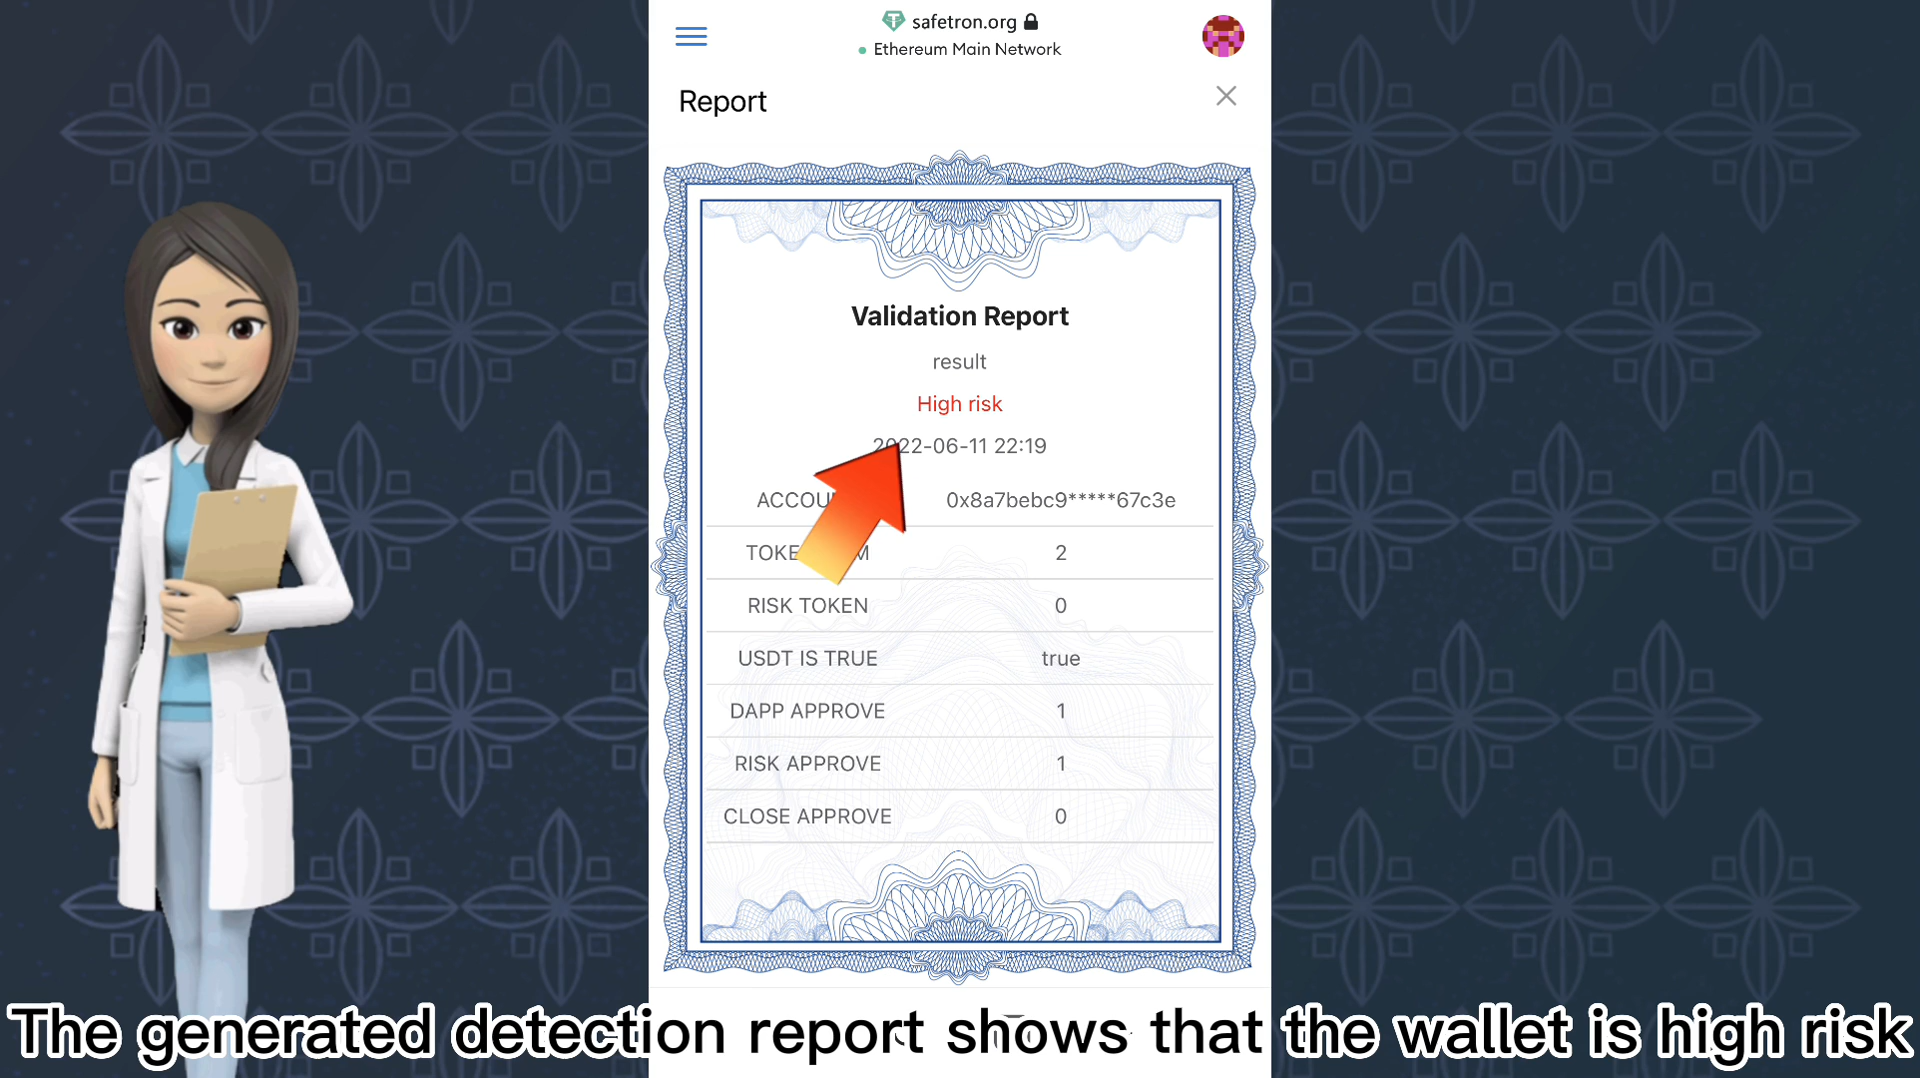 safetron.org
Ethereum Main Network
Report
Validation Report
result
High risk
2022-06-11 22:19
0x8a7bebc9*****67c3e
2
RISK TOKEN 0
USDT IS TRUE true
DAPP APPROVE 1
RISK APPROVE 1
CLOSE APPROVE 0
The generated detection report shows that the wallet is high risk